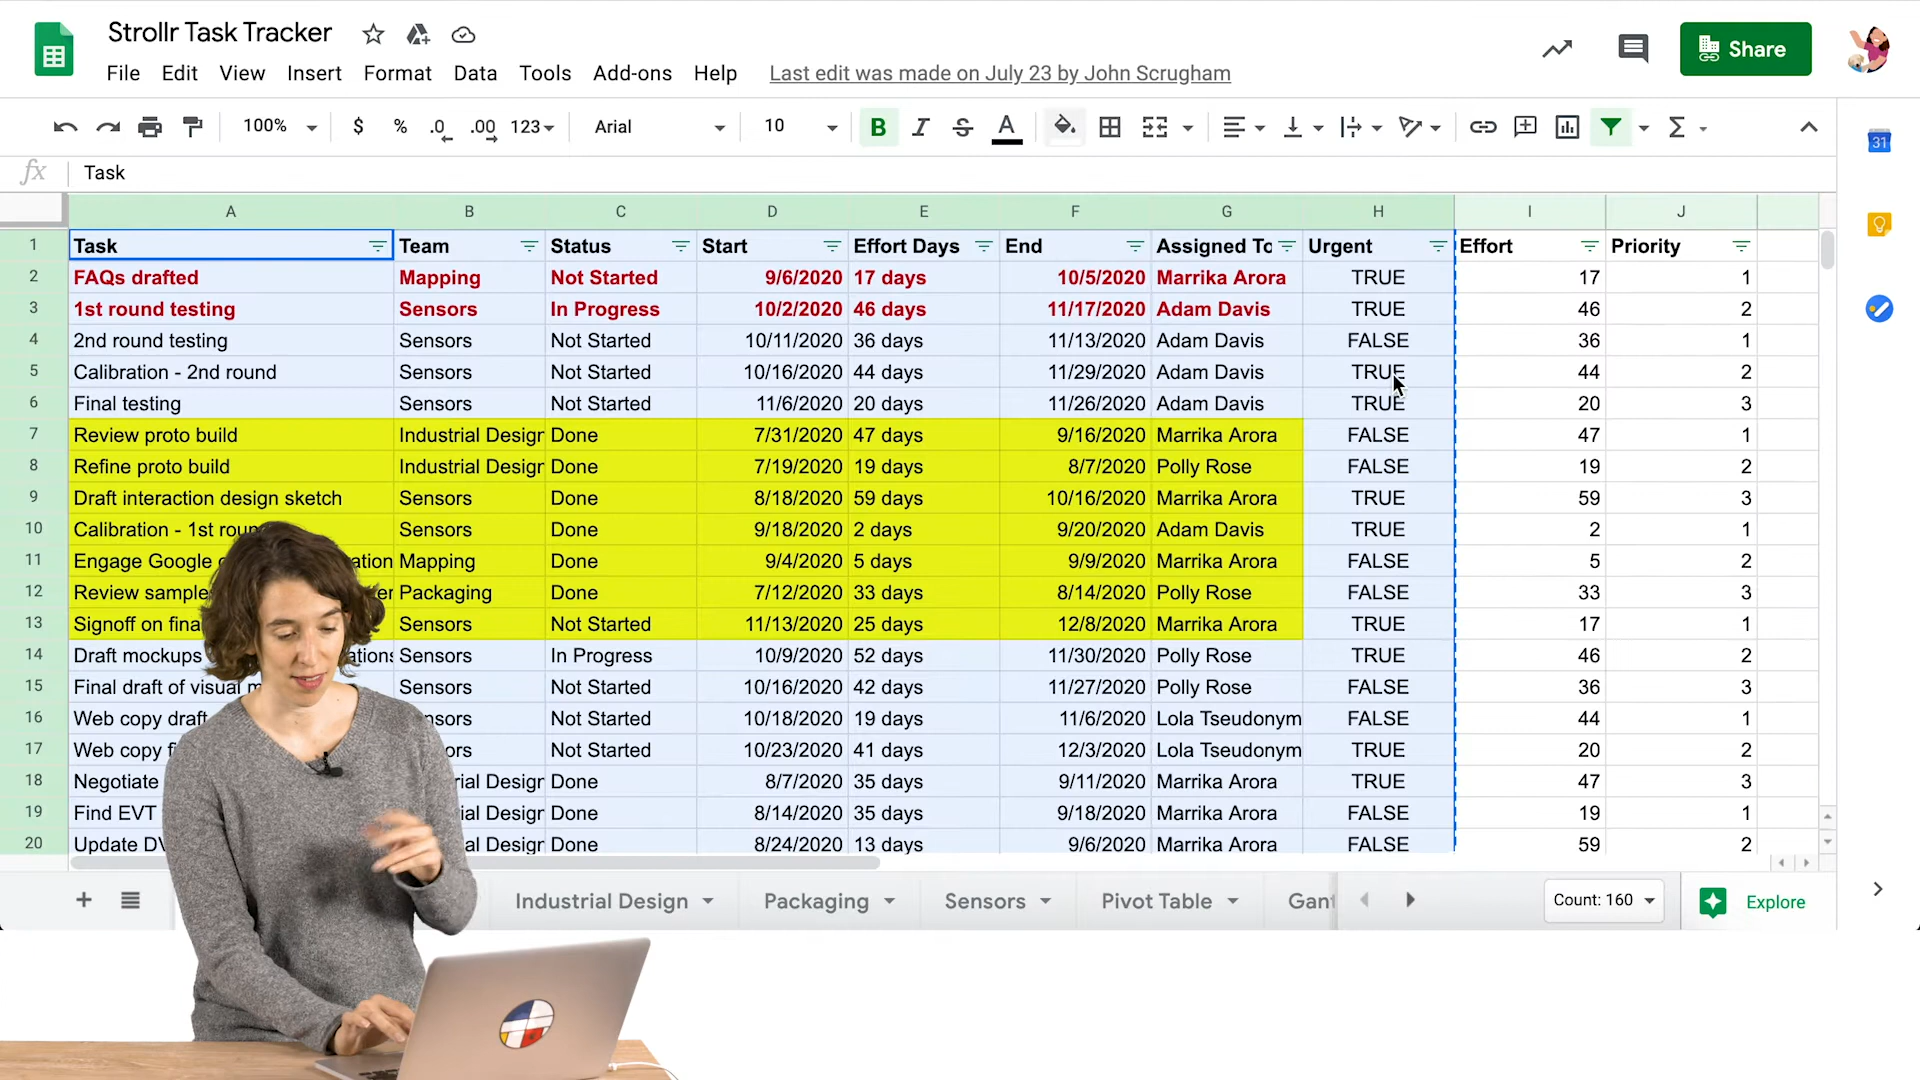 Strollr Task Tracker
File Edit View Insert Format Data Tools Add-ons Help Last edit was made on July 23 by John Scrugham
Share
100% $ % .0 .00 123 Arial 10 B I S A Σ
31
fx Task
A B C D E F G H I J
1 Task Team Status Start Effort Days End Assigned To Urgent Effort Priority
2 FAQs drafted Mapping Not Started 9/6/2020 17 days 10/5/2020 Marrika Arora TRUE 17 1
3 1st round testing Sensors In Progress 10/2/2020 46 days 11/17/2020 Adam Davis TRUE 46 2
4 2nd round testing Sensors Not Started 10/11/2020 36 days 11/13/2020 Adam Davis FALSE 36 1
5 Calibration - 2nd round Sensors Not Started 10/16/2020 44 days 11/29/2020 Adam Davis TRUE 44 2
6 Final testing Sensors Not Started 11/6/2020 20 days 11/26/2020 Adam Davis TRUE 20 3
7 Review proto build Industrial Design Done 7/31/2020 47 days 9/16/2020 Marrika Arora FALSE 47 1
8 Refine proto build Industrial Design Done 7/19/2020 19 days 8/7/2020 Polly Rose FALSE 19 2
9 Draft interaction design sketch Sensors Done 8/18/2020 59 days 10/16/2020 Marrika Arora TRUE 59 3
10 Calibration - 1st roun Sensors Done 9/18/2020 2 days 9/20/2020 Adam Davis TRUE 2 1
11 Engage Google ation Mapping Done 9/4/2020 5 days 9/9/2020 Marrika Arora FALSE 5 2
12 Review sample er Packaging Done 7/12/2020 33 days 8/14/2020 Polly Rose FALSE 33 3
13 Signoff on fina Sensors Not Started 11/13/2020 25 days 12/8/2020 Marrika Arora TRUE 17 1
14 Draft mockups ations Sensors In Progress 10/9/2020 52 days 11/30/2020 Polly Rose TRUE 46 2
15 Final draft of visual m Sensors Not Started 10/16/2020 42 days 11/27/2020 Polly Rose FALSE 36 3
16 Web copy draft nsors Not Started 10/18/2020 19 days 11/6/2020 Lola Tseudonym FALSE 44 1
17 Web copy f ors Not Started 10/23/2020 41 days 12/3/2020 Lola Tseudonym TRUE 20 2
18 Negotiate rial Design Done 8/7/2020 35 days 9/11/2020 Marrika Arora TRUE 47 3
19 Find EVT ial Design Done 8/14/2020 35 days 9/18/2020 Marrika Arora FALSE 19 1
20 Update DV ial Design Done 8/24/2020 13 days 9/6/2020 Marrika Arora FALSE 59 2
Industrial Design Packaging Sensors Pivot Table Gant Count: 160 Explore